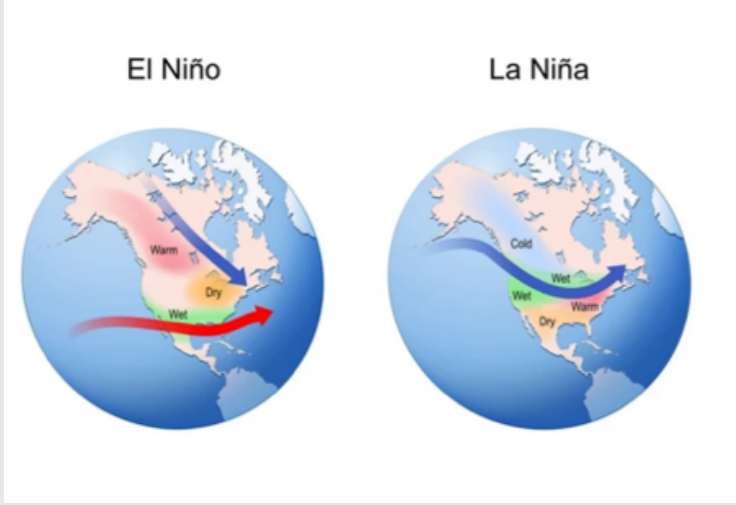 El Niño
La Niña
Warm
Dry
Wet
Cold
Wet
Wet
Warm
Dry